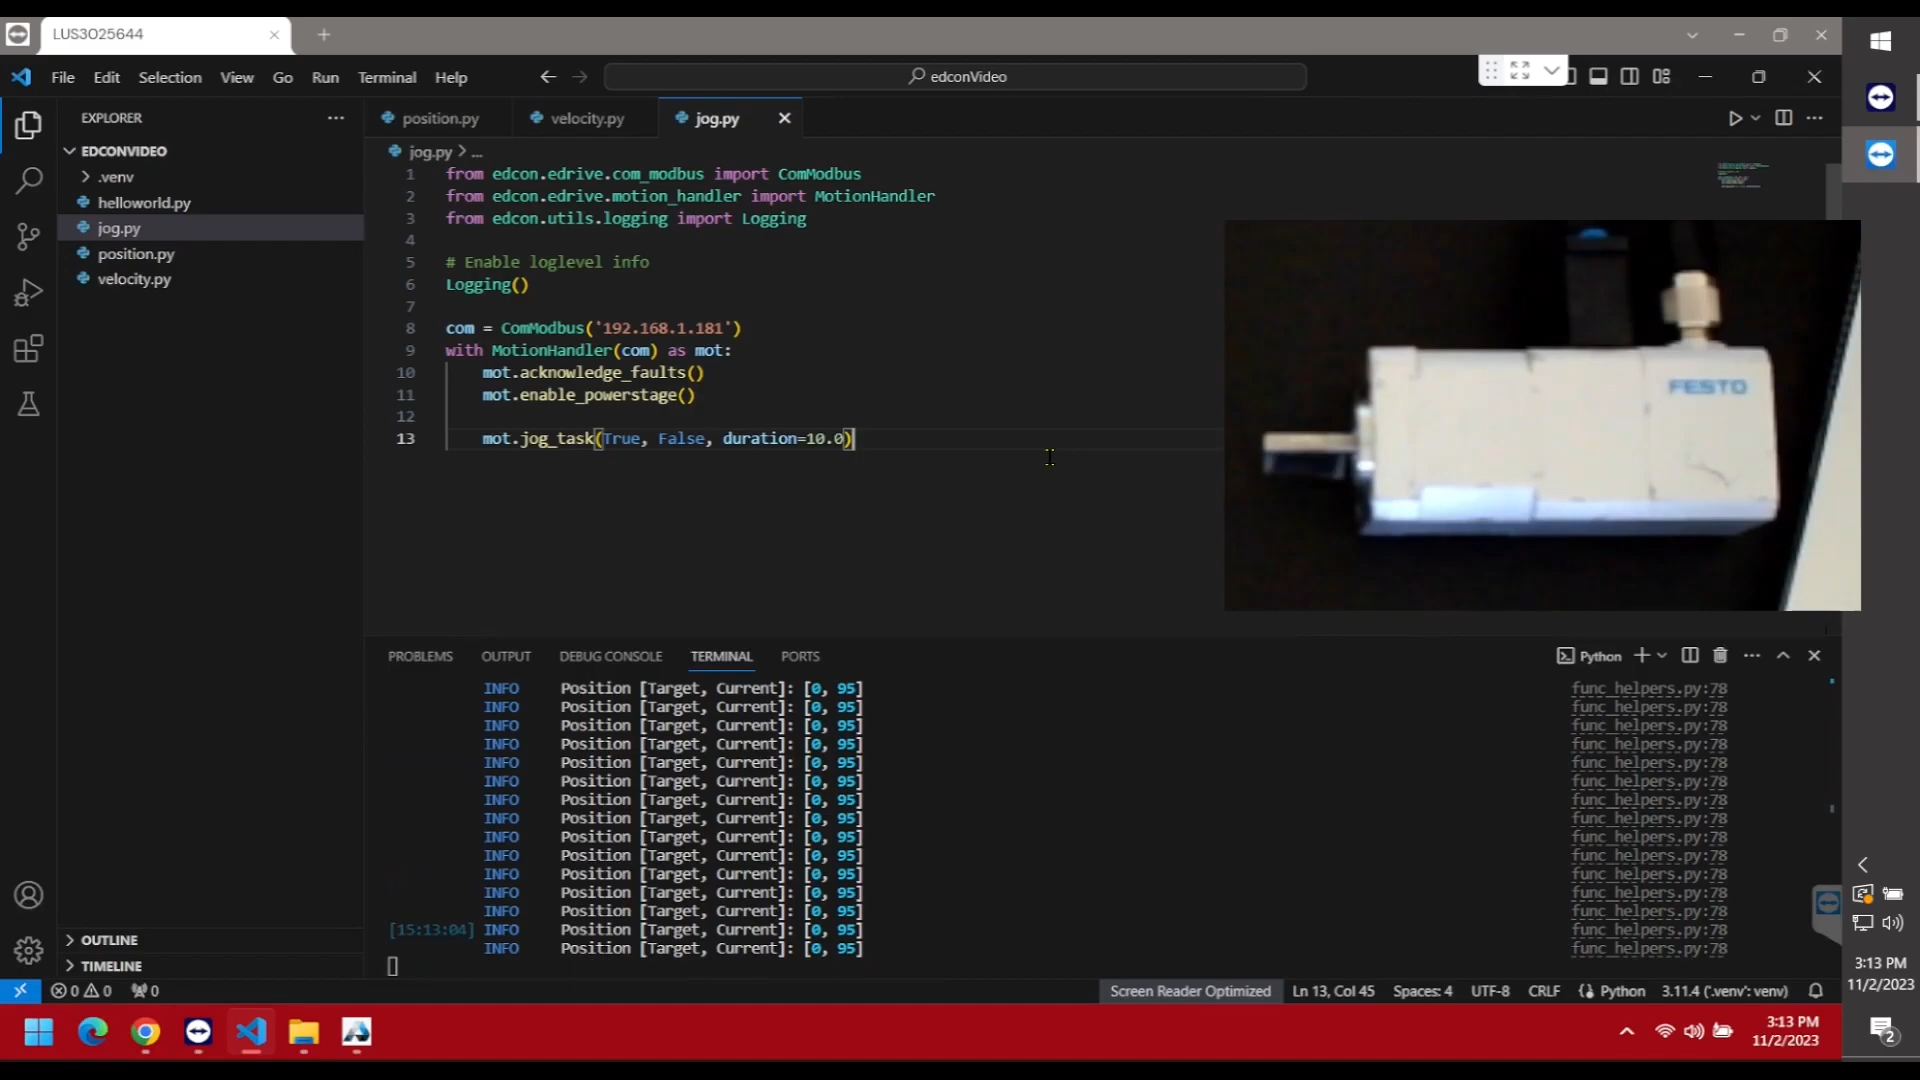 LUS3O25644
File Edit Selection View Go Run Terminal Help
edconVideo
EXPLORER
EDCONVIDEO
.venv
helloworld.py
jog.py
position.py
velocity.py
OUTLINE
TIMELINE
position.py velocity.py jog.py
jog.py > ...
1 from edcon.edrive.com_modbus import ComModbus
2 from edcon.edrive.motion_handler import MotionHandler
3 from edcon.utils.logging import Logging
4
5 # Enable loglevel info
6 Logging()
7
8 com = ComModbus('192.168.1.181')
9 with MotionHandler(com) as mot:
10 mot.acknowledge_faults()
11 mot.enable_powerstage()
12
13 mot.jog_task(True, False, duration=10.0)
FESTO
PROBLEMS OUTPUT DEBUG CONSOLE TERMINAL PORTS
Python
INFO Position [Target, Current]: [0, 95] func_helpers.py:78
INFO Position [Target, Current]: [0, 95] func_helpers.py:78
INFO Position [Target, Current]: [0, 95] func_helpers.py:78
INFO Position [Target, Current]: [0, 95] func_helpers.py:78
INFO Position [Target, Current]: [0, 95] func_helpers.py:78
INFO Position [Target, Current]: [0, 95] func_helpers.py:78
INFO Position [Target, Current]: [0, 95] func_helpers.py:78
INFO Position [Target, Current]: [0, 95] func_helpers.py:78
INFO Position [Target, Current]: [0, 95] func_helpers.py:78
INFO Position [Target, Current]: [0, 95] func_helpers.py:78
INFO Position [Target, Current]: [0, 95] func_helpers.py:78
INFO Position [Target, Current]: [0, 95] func_helpers.py:78
INFO Position [Target, Current]: [0, 95] func_helpers.py:78
[15:13:04] INFO Position [Target, Current]: [0, 95] func_helpers.py:78
INFO Position [Target, Current]: [0, 95] func_helpers.py:78
0 0 0 Screen Reader Optimized Ln 13, Col 45 Spaces: 4 UTF-8 CRLF Python 3.11.4 ('.venv': venv)
3:13 PM
11/2/2023
3:13 PM
11/2/2023
2